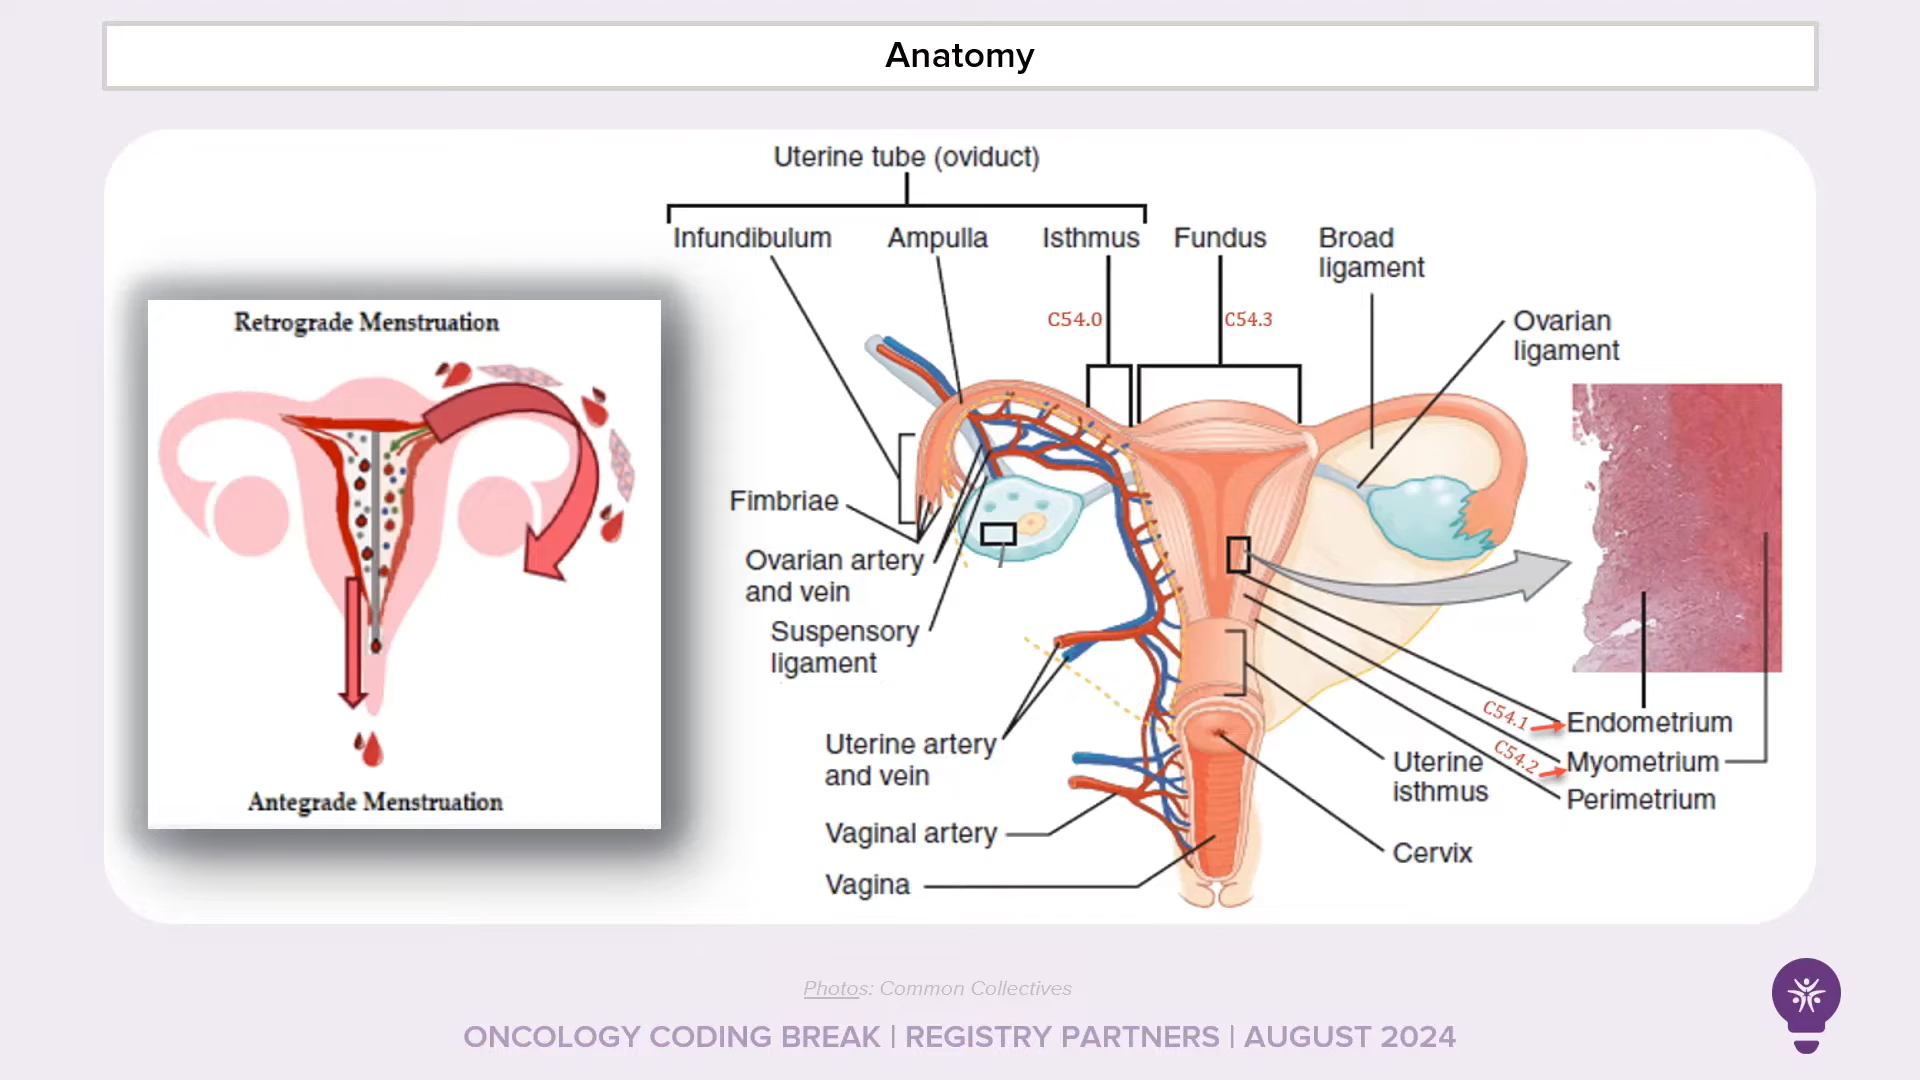 Anatomy
Uterine tube (oviduct)
Infundibulum
Ampulla
Isthmus
Fundus
Broad
ligament
C54.0
C54.3
Ovarian
ligament
Retrograde Menstruation
Antegrade Menstruation
Fimbriae
Ovarian artery
and vein
Suspensory
ligament
Uterine artery
and vein
Vaginal artery
Vagina
C54.1
Endometrium
C54.2
Myometrium
Perimetrium
Uterine
isthmus
Cervix
Photos: Common Collectives
ONCOLOGY CODING BREAK | REGISTRY PARTNERS | AUGUST 2024